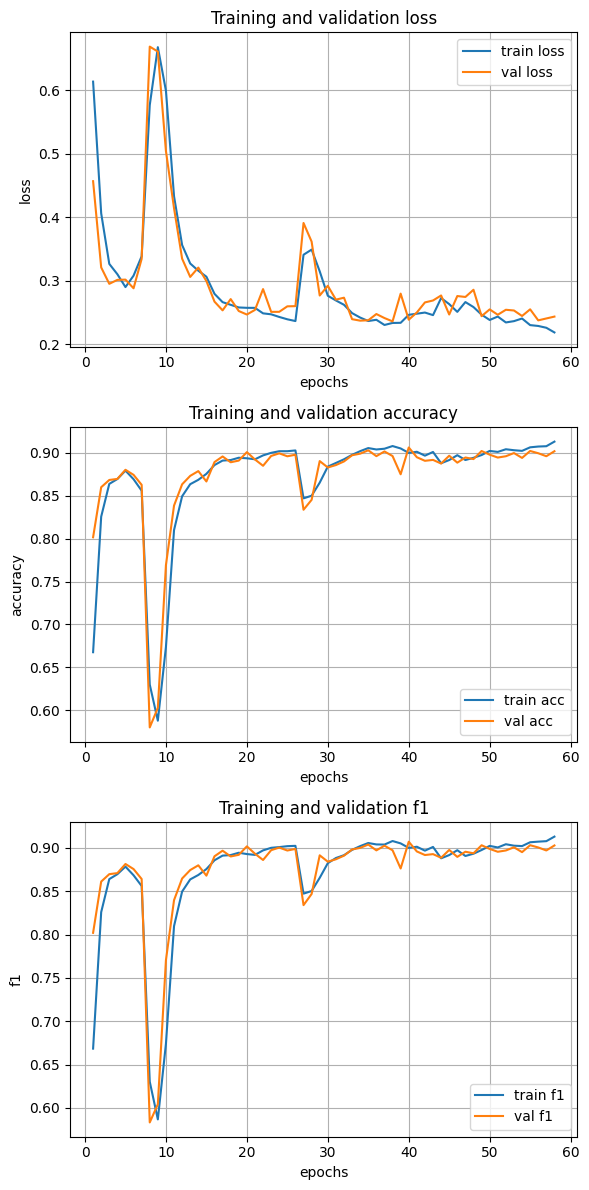 Training and validation loss
train loss
val loss
0.6
0.5
0.4
0.3
0.2
loss
0 10 20 30 40 50 60
epochs
Training and validation accuracy
0.90
0.85
0.80
0.75
0.70
0.65
0.60
accuracy
train acc
val acc
0 10 20 30 40 50 60
epochs
Training and validation f1
0.90
0.85
0.80
0.75
0.70
0.65
0.60
f1
train f1
val f1
0 10 20 30 40 50 60
epochs